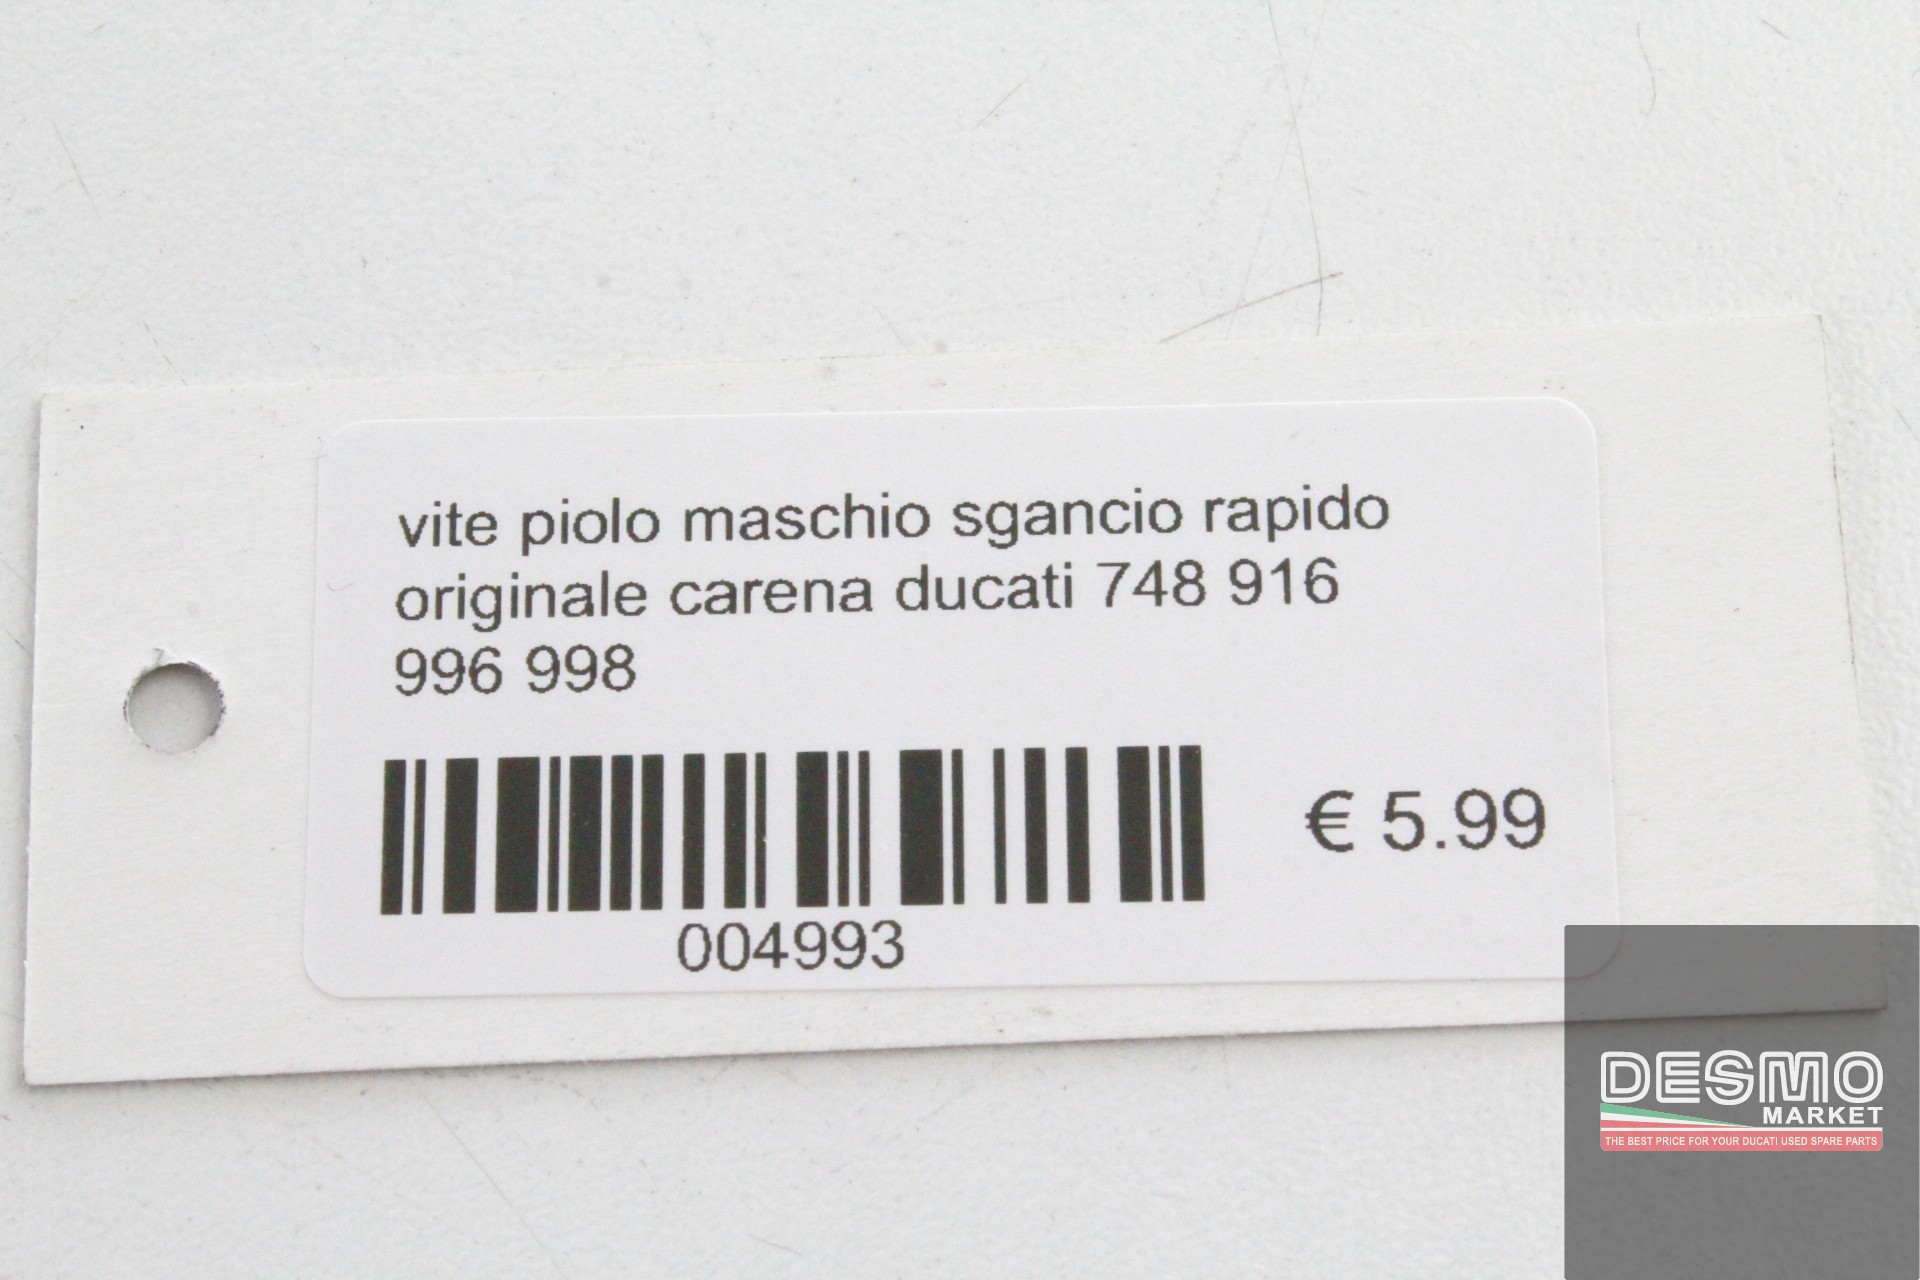 vite piolo maschio sgancio rapido
originale carena ducati 748 916
996 998
€ 5.99
004993
DESMO
MARKET
THE BEST PRICE FOR YOUR DUCATI USED SPARE PARTS